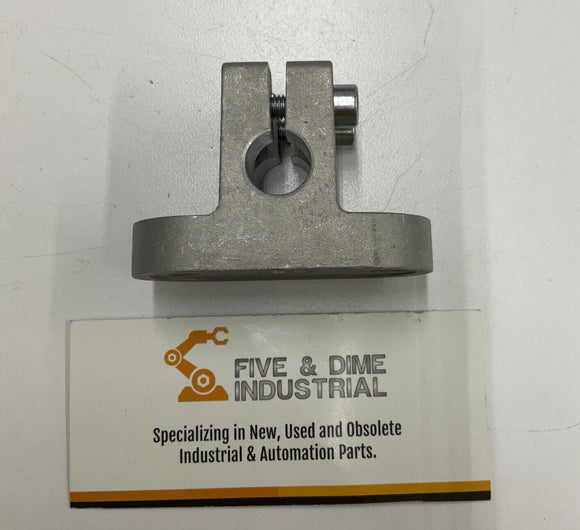 FIVE & DIME
INDUSTRIAL
Specializing in New, Used and Obsolete
Industrial & Automation Parts.